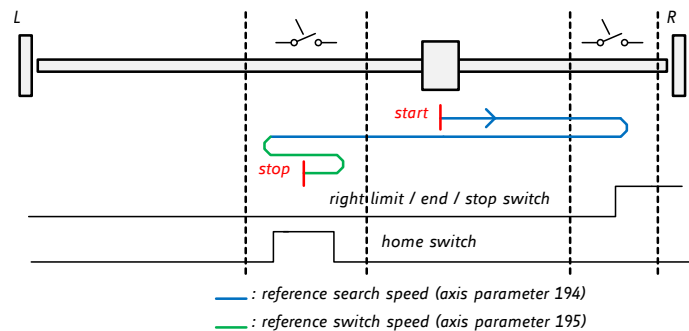 L
R
start
stop
right limit / end / stop switch
home switch
: reference search speed (axis parameter 194)
: reference switch speed (axis parameter 195)